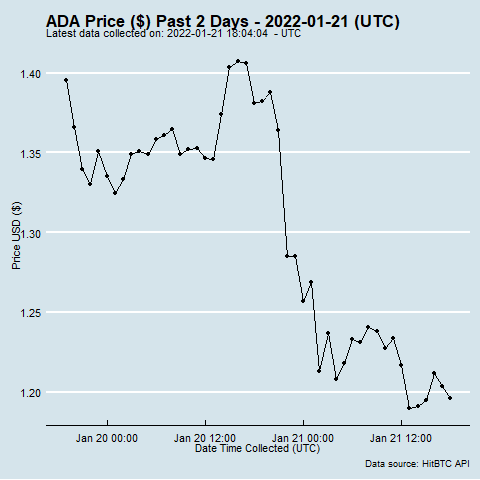 ADA Price ($) Past 2 Days - 2022-01-21 (UTC)
Latest data collected on: 2022-01-21 18:04:04  - UTC
1.40
1.35
1.30
1.25
1.20
Price USD ($)
Jan 20 00:00 Jan 20 12:00 Jan 21 00:00 Jan 21 12:00
Date Time Collected (UTC)
Data source: HitBTC API